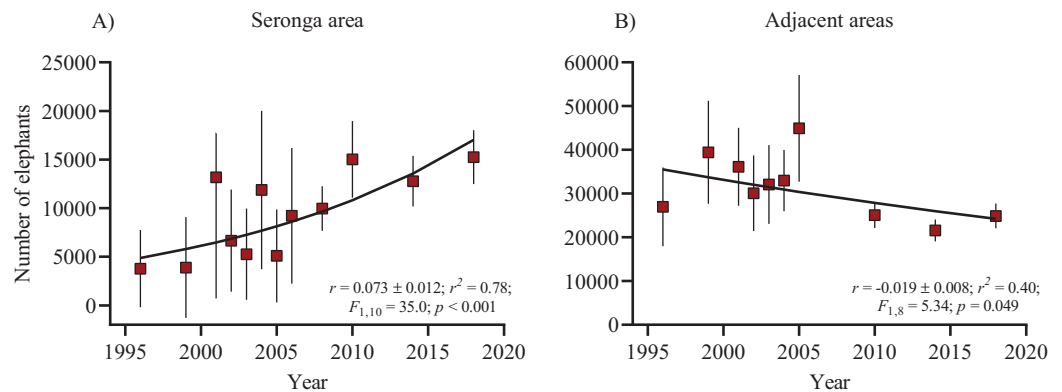 A)
Seronga area
Number of elephants
25000
20000
15000
10000
5000
0
1995
2000
2005
2010
2015
2020
Year
r = 0.073 ± 0.012; r² = 0.78;
F₁,₁₀ = 35.0; p < 0.001
B)
Adjacent areas
60000
50000
40000
30000
20000
10000
0
1995
2000
2005
2010
2015
2020
Year
r = -0.019 ± 0.008; r² = 0.40;
F₁,₈ = 5.34; p = 0.049